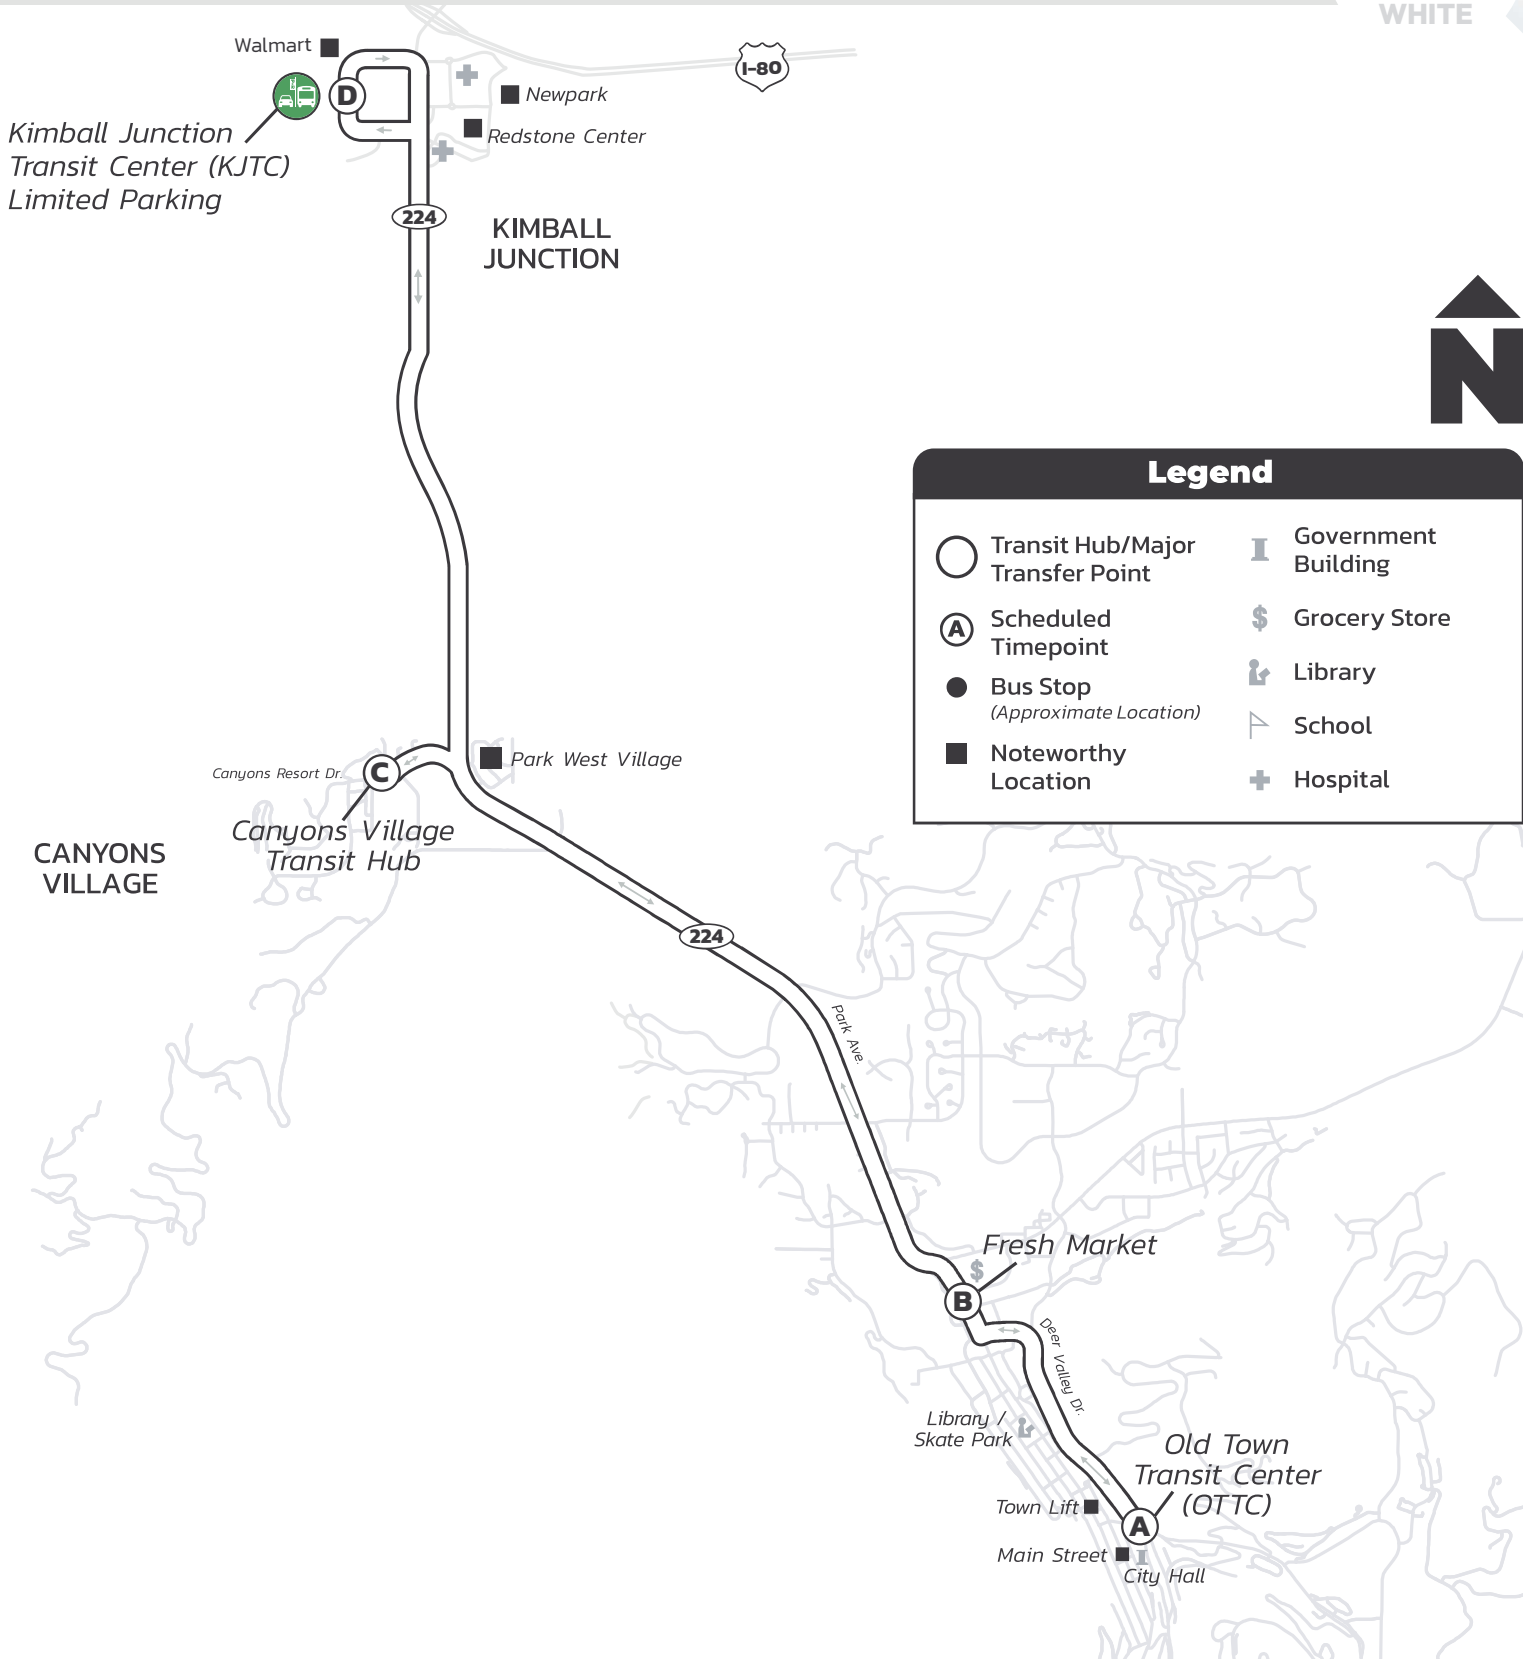 WHITE
Walmart
D
I-80
Newpark
Redstone Center
Kimball Junction
Transit Center (KJTC)
Limited Parking
224
KIMBALL
JUNCTION
N
Legend
Transit Hub/Major
Transfer Point
A
Scheduled
Timepoint
Bus Stop
(Approximate Location)
Noteworthy
Location
Government
Building
$
Grocery Store
Library
School
Hospital
Park West Village
Canyons Resort Dr.
C
Canyons Village
Transit Hub
CANYONS
VILLAGE
224
Park Ave.
Fresh Market
$
B
Deer Valley Dr.
Library /
Skate Park
Old Town
Transit Center
(OTTC)
Town Lift
A
Main Street
City Hall